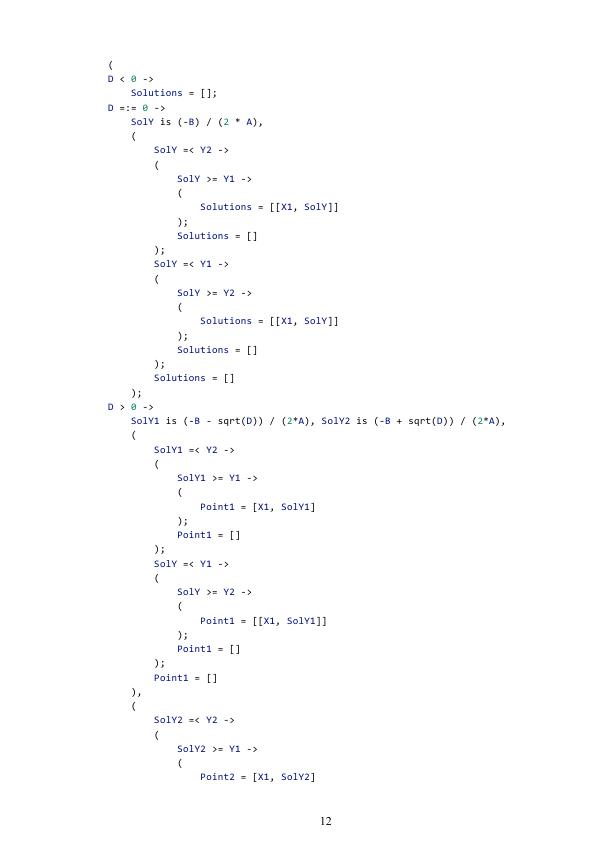 (
D < 0 ->
    Solutions = [];
D =:= 0 ->
    SolY is (-B) / (2 * A),
    (
        SolY =< Y2 ->
        (
            SolY >= Y1 ->
            (
                Solutions = [[X1, SolY]]
            );
            Solutions = []
        );
        SolY =< Y1 ->
        (
            SolY >= Y2 ->
            (
                Solutions = [[X1, SolY]]
            );
            Solutions = []
        );
        Solutions = []
    );
D > 0 ->
    SolY1 is (-B - sqrt(D)) / (2*A), SolY2 is (-B + sqrt(D)) / (2*A),
    (
        SolY1 =< Y2 ->
        (
            SolY1 >= Y1 ->
            (
                Point1 = [X1, SolY1]
            );
            Point1 = []
        );
        SolY =< Y1 ->
        (
            SolY >= Y2 ->
            (
                Point1 = [[X1, SolY1]]
            );
            Point1 = []
        );
        Point1 = []
    ),
    (
        SolY2 =< Y2 ->
        (
            SolY2 >= Y1 ->
            (
                Point2 = [X1, SolY2]
12